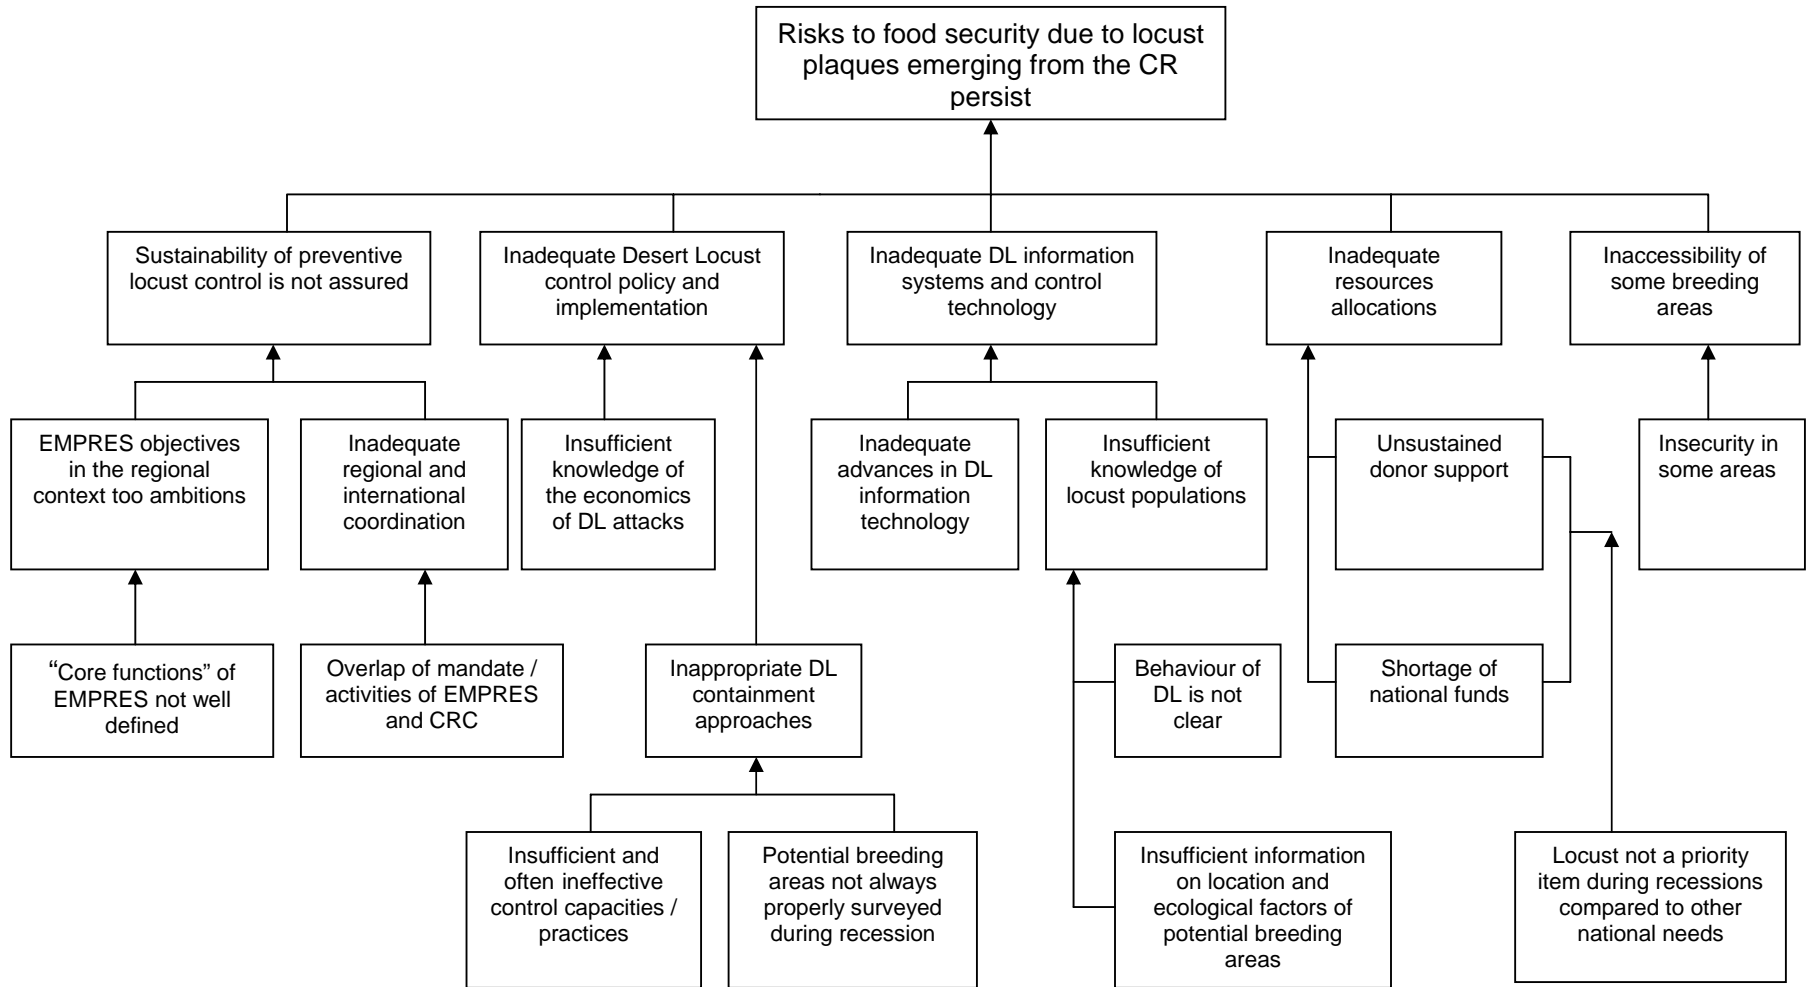 Risks to food security due to locust
plaques emerging from the CR
persist
Sustainability of preventive
locust control is not assured
Inadequate Desert Locust
control policy and
implementation
Inadequate DL information
systems and control
technology
Inadequate
resources
allocations
Inaccessibility of
some breeding
areas
EMPRES objectives
in the regional
context too ambitions
Inadequate
regional and
international
coordination
Insufficient
knowledge of
the economics
of DL attacks
Inadequate
advances in DL
information
technology
Insufficient
knowledge of
locust populations
Unsustained
donor support
Insecurity in
some areas
“Core functions” of
EMPRES not well
defined
Overlap of mandate /
activities of EMPRES
and CRC
Inappropriate DL
containment
approaches
Behaviour of
DL is not
clear
Shortage of
national funds
Insufficient and
often ineffective
control capacities /
practices
Potential breeding
areas not always
properly surveyed
during recession
Insufficient information
on location and
ecological factors of
potential breeding
areas
Locust not a priority
item during recessions
compared to other
national needs